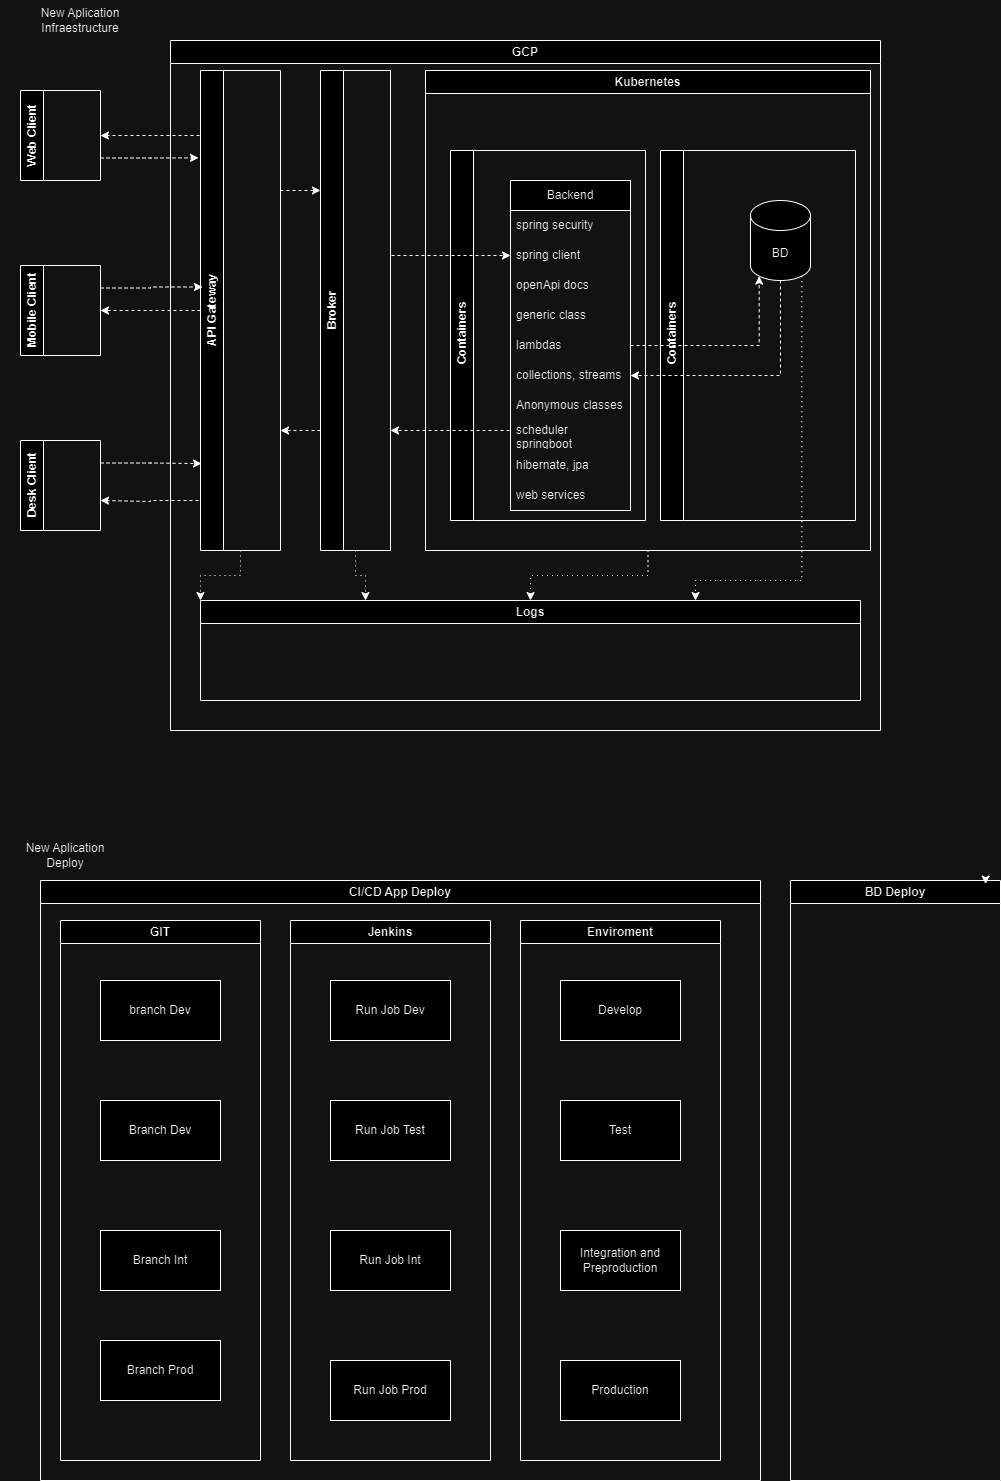 New Aplication
Infraestructure
GCP
Kubernetes
Web Client
Mobile Client
Desk Client
API Gateway
Broker
Containers
Backend
spring security
spring client
openApi docs
generic class
lambdas
collections, streams
Anonymous classes
scheduler
springboot
hibernate, jpa
web services
Containers
BD
Logs
New Aplication
Deploy
CI/CD App Deploy
BD Deploy
GIT
Jenkins
Enviroment
branch Dev
Run Job Dev
Develop
Branch Dev
Run Job Test
Test
Branch Int
Run Job Int
Integration and
Preproduction
Branch Prod
Run Job Prod
Production